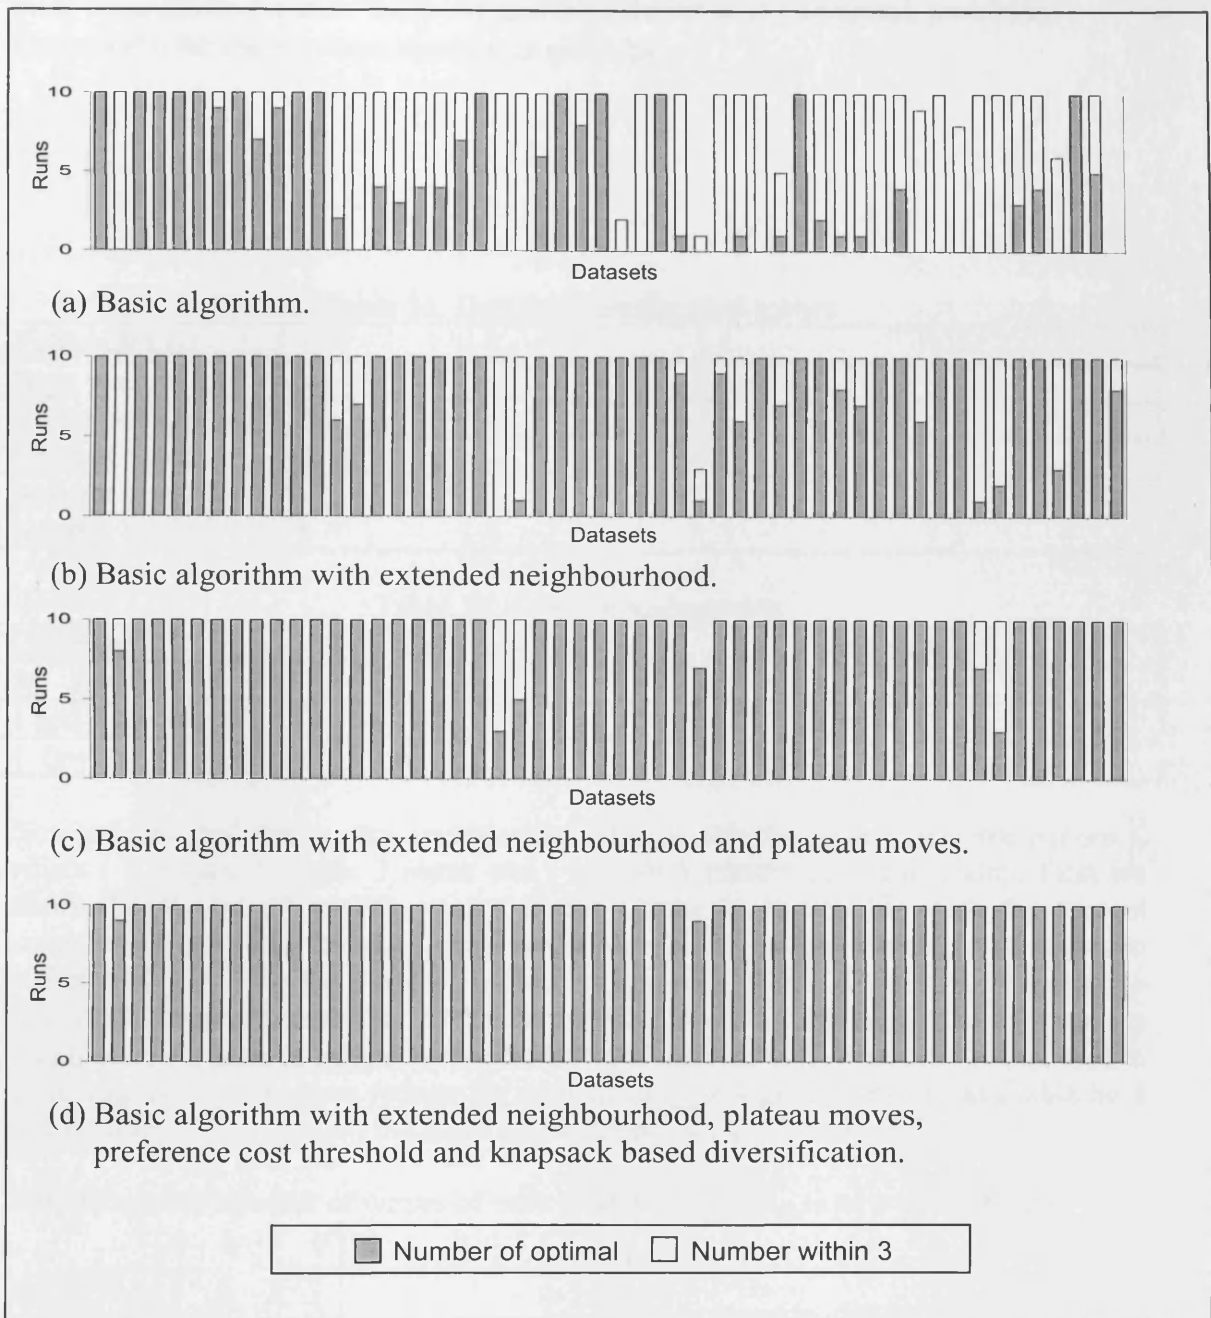 10
5
0
Runs
Datasets
(a) Basic algorithm.
10
5
0
Runs
Datasets
(b) Basic algorithm with extended neighbourhood.
10
5
0
Runs
Datasets
(c) Basic algorithm with extended neighbourhood and plateau moves.
10
5
0
Runs
Datasets
(d) Basic algorithm with extended neighbourhood, plateau moves,
preference cost threshold and knapsack based diversification.
Number of optimal Number within 3